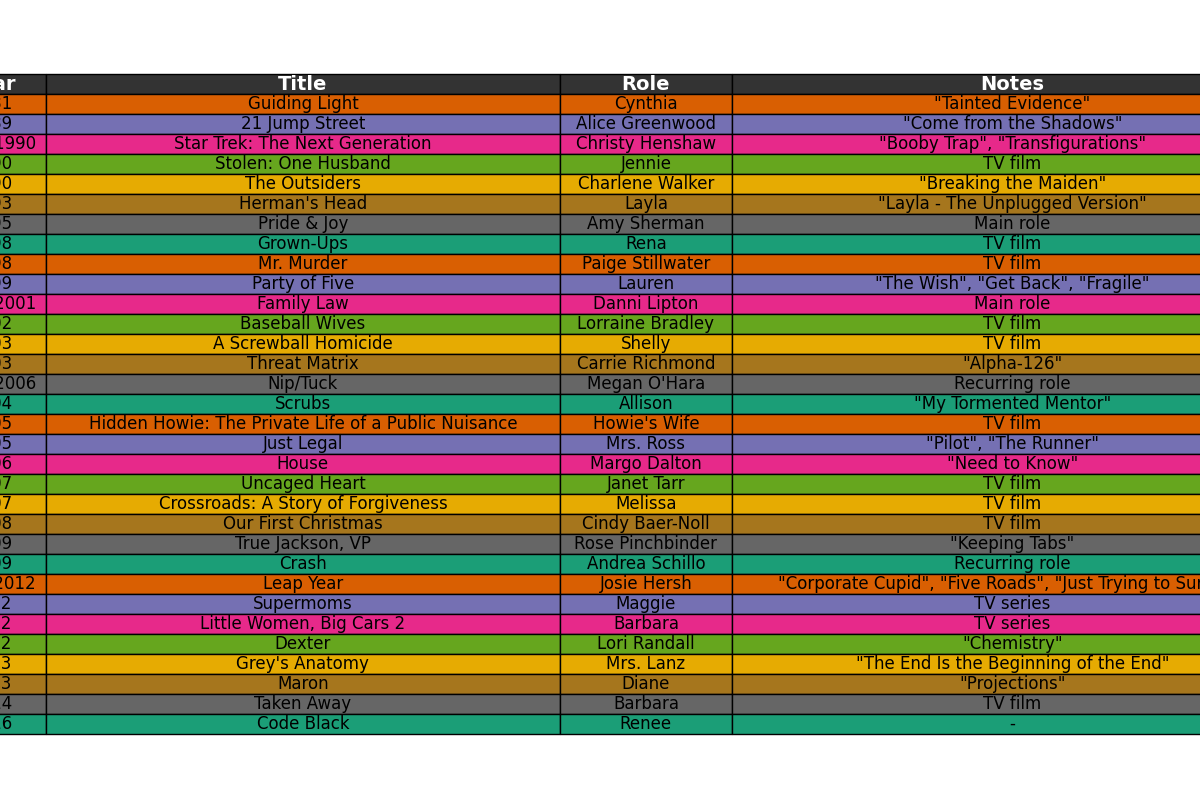 ar Title Role Notes
1 Guiding Light Cynthia "Tainted Evidence"
9 21 Jump Street Alice Greenwood "Come from the Shadows"
1990 Star Trek: The Next Generation Christy Henshaw "Booby Trap", "Transfigurations"
0 Stolen: One Husband Jennie TV film
0 The Outsiders Charlene Walker "Breaking the Maiden"
3 Herman's Head Layla "Layla - The Unplugged Version"
5 Pride & Joy Amy Sherman Main role
8 Grown-Ups Rena TV film
8 Mr. Murder Paige Stillwater TV film
9 Party of Five Lauren "The Wish", "Get Back", "Fragile"
2001 Family Law Danni Lipton Main role
2 Baseball Wives Lorraine Bradley TV film
3 A Screwball Homicide Shelly TV film
3 Threat Matrix Carrie Richmond "Alpha-126"
2006 Nip/Tuck Megan O'Hara Recurring role
4 Scrubs Allison "My Tormented Mentor"
5 Hidden Howie: The Private Life of a Public Nuisance Howie's Wife TV film
5 Just Legal Mrs. Ross "Pilot", "The Runner"
6 House Margo Dalton "Need to Know"
7 Uncaged Heart Janet Tarr TV film
7 Crossroads: A Story of Forgiveness Melissa TV film
8 Our First Christmas Cindy Baer-Noll TV film
9 True Jackson, VP Rose Pinchbinder "Keeping Tabs"
9 Crash Andrea Schillo Recurring role
2012 Leap Year Josie Hersh "Corporate Cupid", "Five Roads", "Just Trying to Sur
2 Supermoms Maggie TV series
2 Little Women, Big Cars 2 Barbara TV series
2 Dexter Lori Randall "Chemistry"
3 Grey's Anatomy Mrs. Lanz "The End Is the Beginning of the End"
3 Maron Diane "Projections"
4 Taken Away Barbara TV film
6 Code Black Renee -